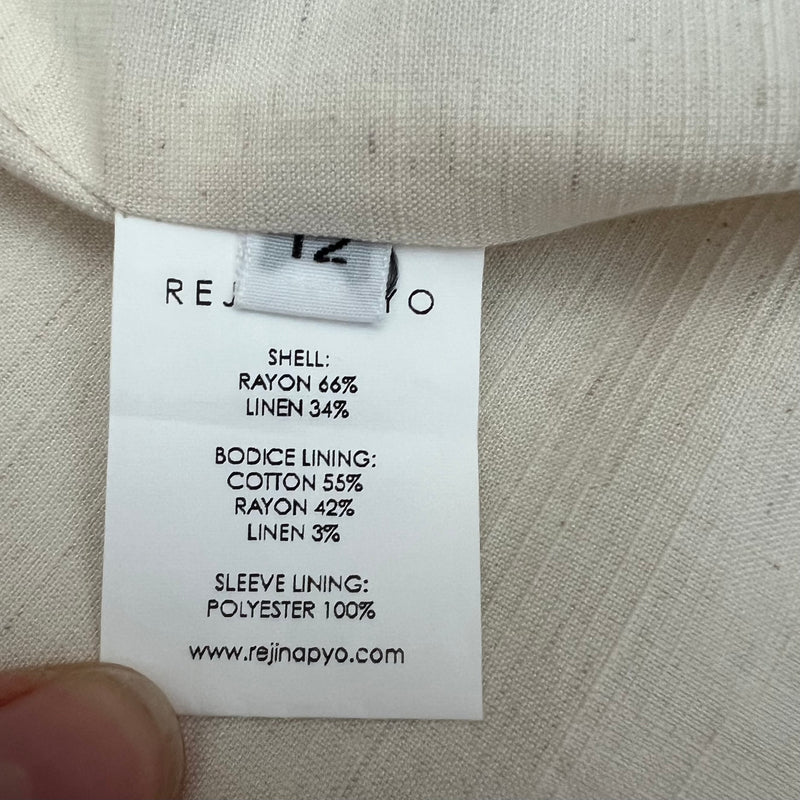 12
REJ YO
SHELL:
RAYON 66%
LINEN 34%
BODICE LINING:
COTTON 55%
RAYON 42%
LINEN 3%
SLEEVE LINING:
POLYESTER 100%
www.rejinapyo.com